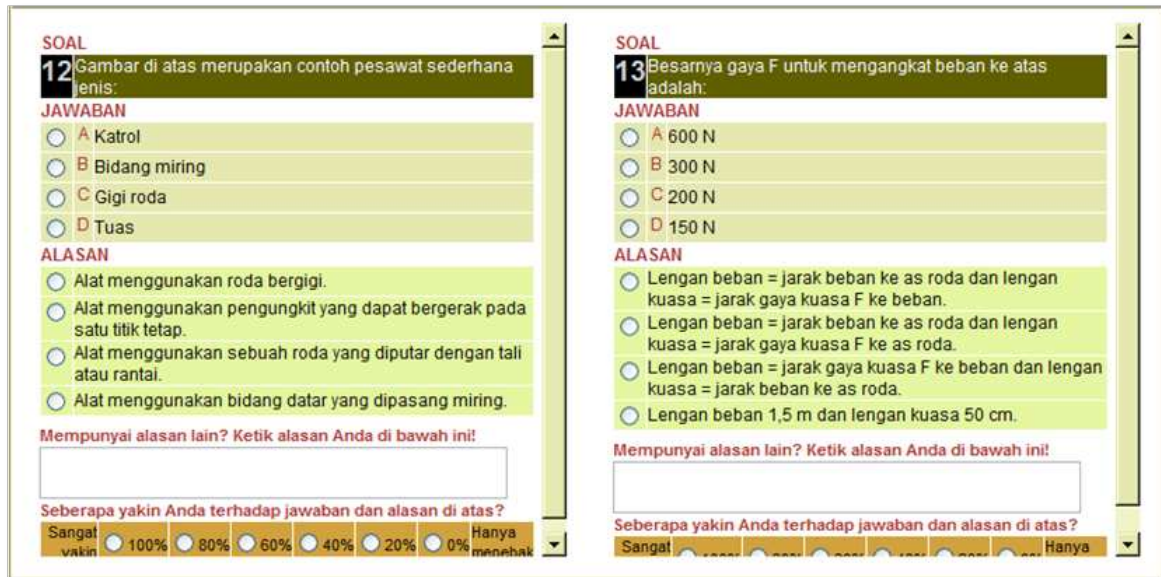 SOAL
12 Gambar di atas merupakan contoh pesawat sederhana
jenis:
JAWABAN
A Katrol
B Bidang miring
C Gigi roda
D Tuas
ALASAN
Alat menggunakan roda bergigi.
Alat menggunakan pengungkit yang dapat bergerak pada
satu titik tetap.
Alat menggunakan sebuah roda yang diputar dengan tali
atau rantai.
Alat menggunakan bidang datar yang dipasang miring.
Mempunyai alasan lain? Ketik alasan Anda di bawah ini!
Seberapa yakin Anda terhadap jawaban dan alasan di atas?
Sangat yakin 100% 80% 60% 40% 20% 0% Hanya menebak
SOAL
13 Besarnya gaya F untuk mengangkat beban ke atas
adalah:
JAWABAN
A 600 N
B 300 N
C 200 N
D 150 N
ALASAN
Lengan beban = jarak beban ke as roda dan lengan
kuasa = jarak gaya kuasa F ke beban.
Lengan beban = jarak beban ke as roda dan lengan
kuasa = jarak gaya kuasa F ke as roda.
Lengan beban = jarak gaya kuasa F ke beban dan lengan
kuasa = jarak beban ke as roda.
Lengan beban 1,5 m dan lengan kuasa 50 cm.
Mempunyai alasan lain? Ketik alasan Anda di bawah ini!
Seberapa yakin Anda terhadap jawaban dan alasan di atas?
Sangat Hanya